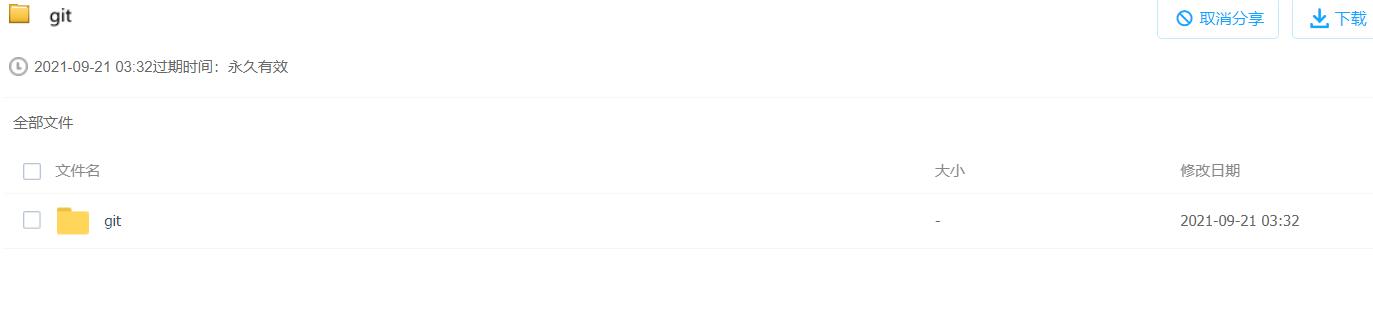 git 取消分享 下载
2021-09-21 03:32过期时间：永久有效
全部文件
文件名 大小 修改日期
git - 2021-09-21 03:32